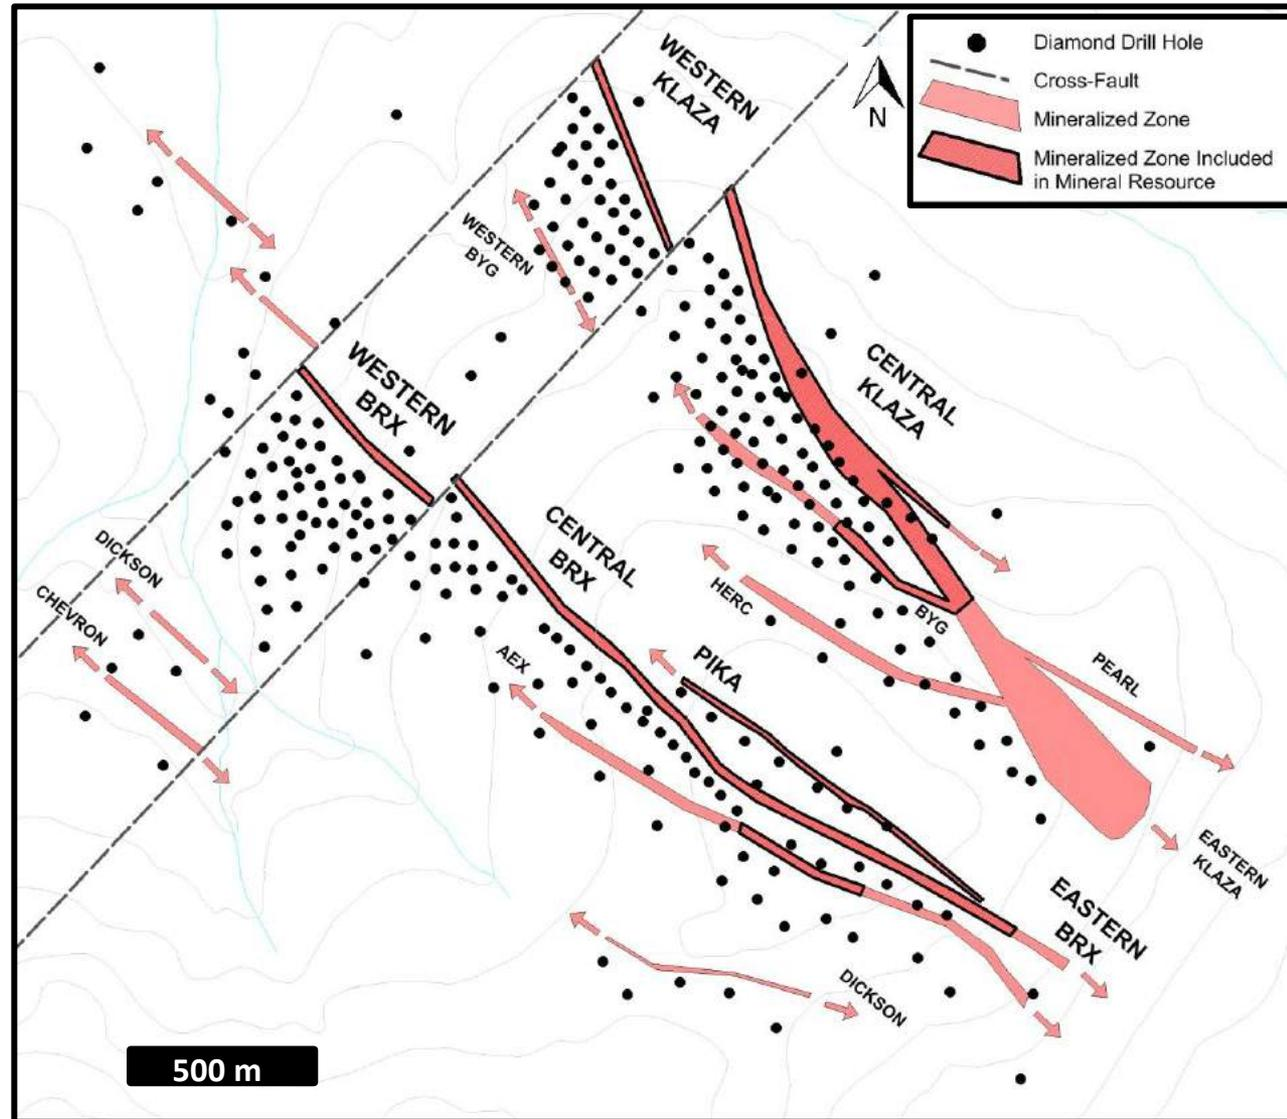 Diamond Drill Hole
Cross-Fault
Mineralized Zone
Mineralized Zone Included
in Mineral Resource
N
WESTERN
KLAZA
WESTERN
BYG
WESTERN
BRX
CENTRAL
KLAZA
CENTRAL
BRX
DICKSON
CHEVRON
HERC
BYG
AEX
PIKA
PEARL
EASTERN
KLAZA
EASTERN
BRX
DICKSON
500 m